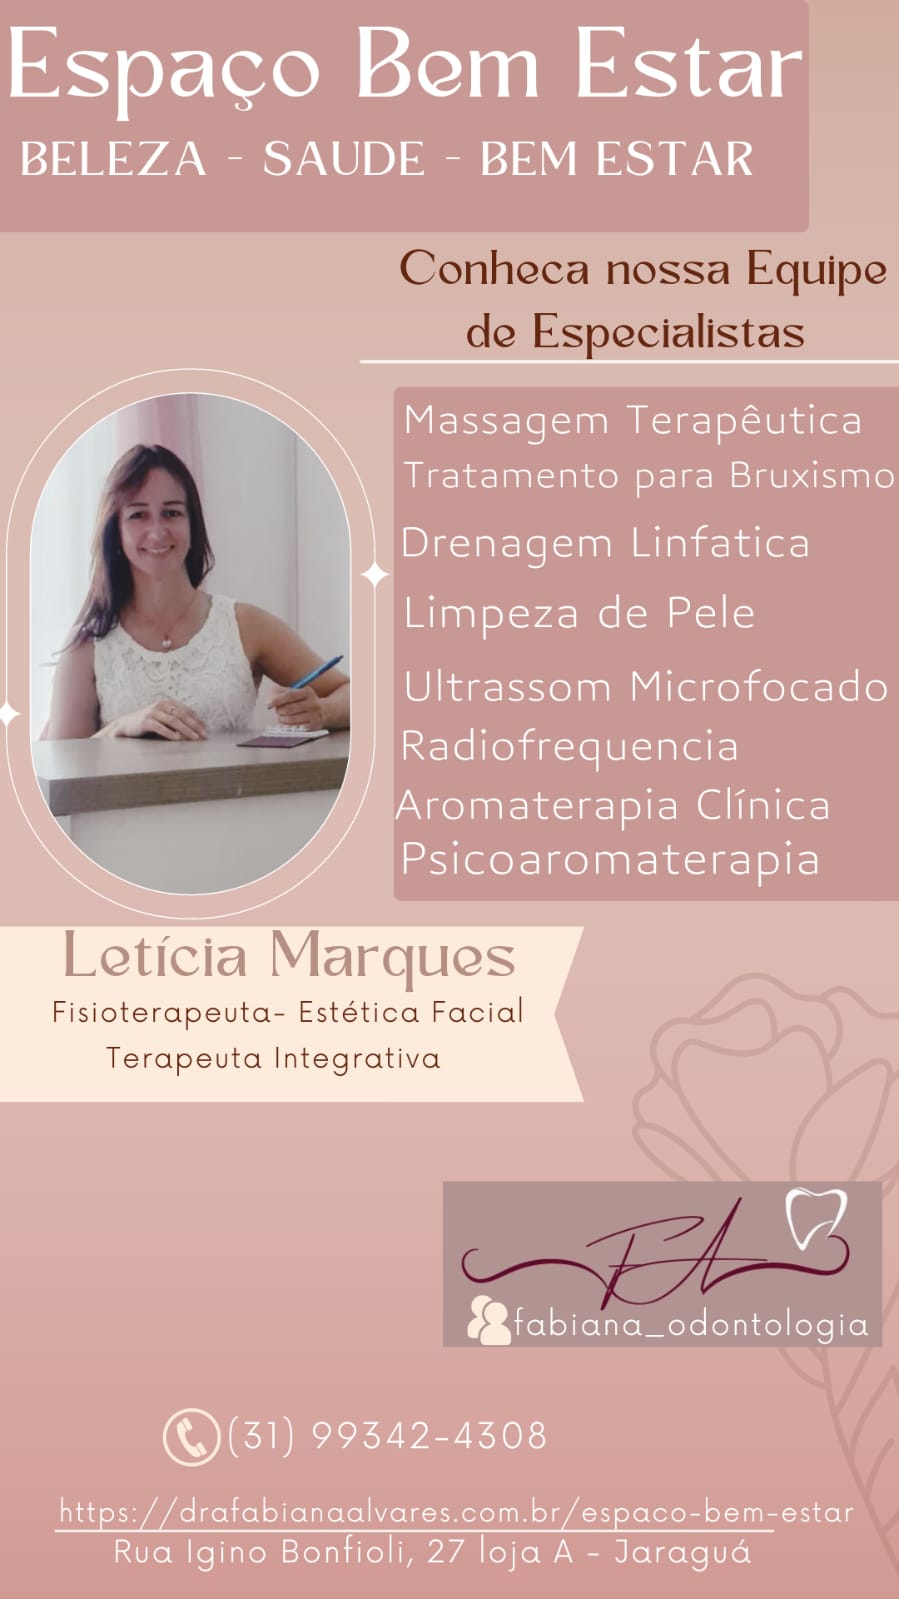 Espaço Bem Estar
BELEZA - SAUDE - BEM ESTAR
Conheca nossa Equipe
de Especialistas
Massagem Terapêutica
Tratamento para Bruxismo
Drenagem Linfatica
Limpeza de Pele
Ultrassom Microfocado
Radiofrequencia
Aromaterapia Clínica
Psicoaromaterapia
Letícia Marques
Fisioterapeuta- Estética Facial
Terapeuta Integrativa
FA
fabiana_odontologia
(31) 99342-4308
https://drafabianaalvares.com.br/espaco-bem-estar
Rua Igino Bonfioli, 27 loja A - Jaraguá